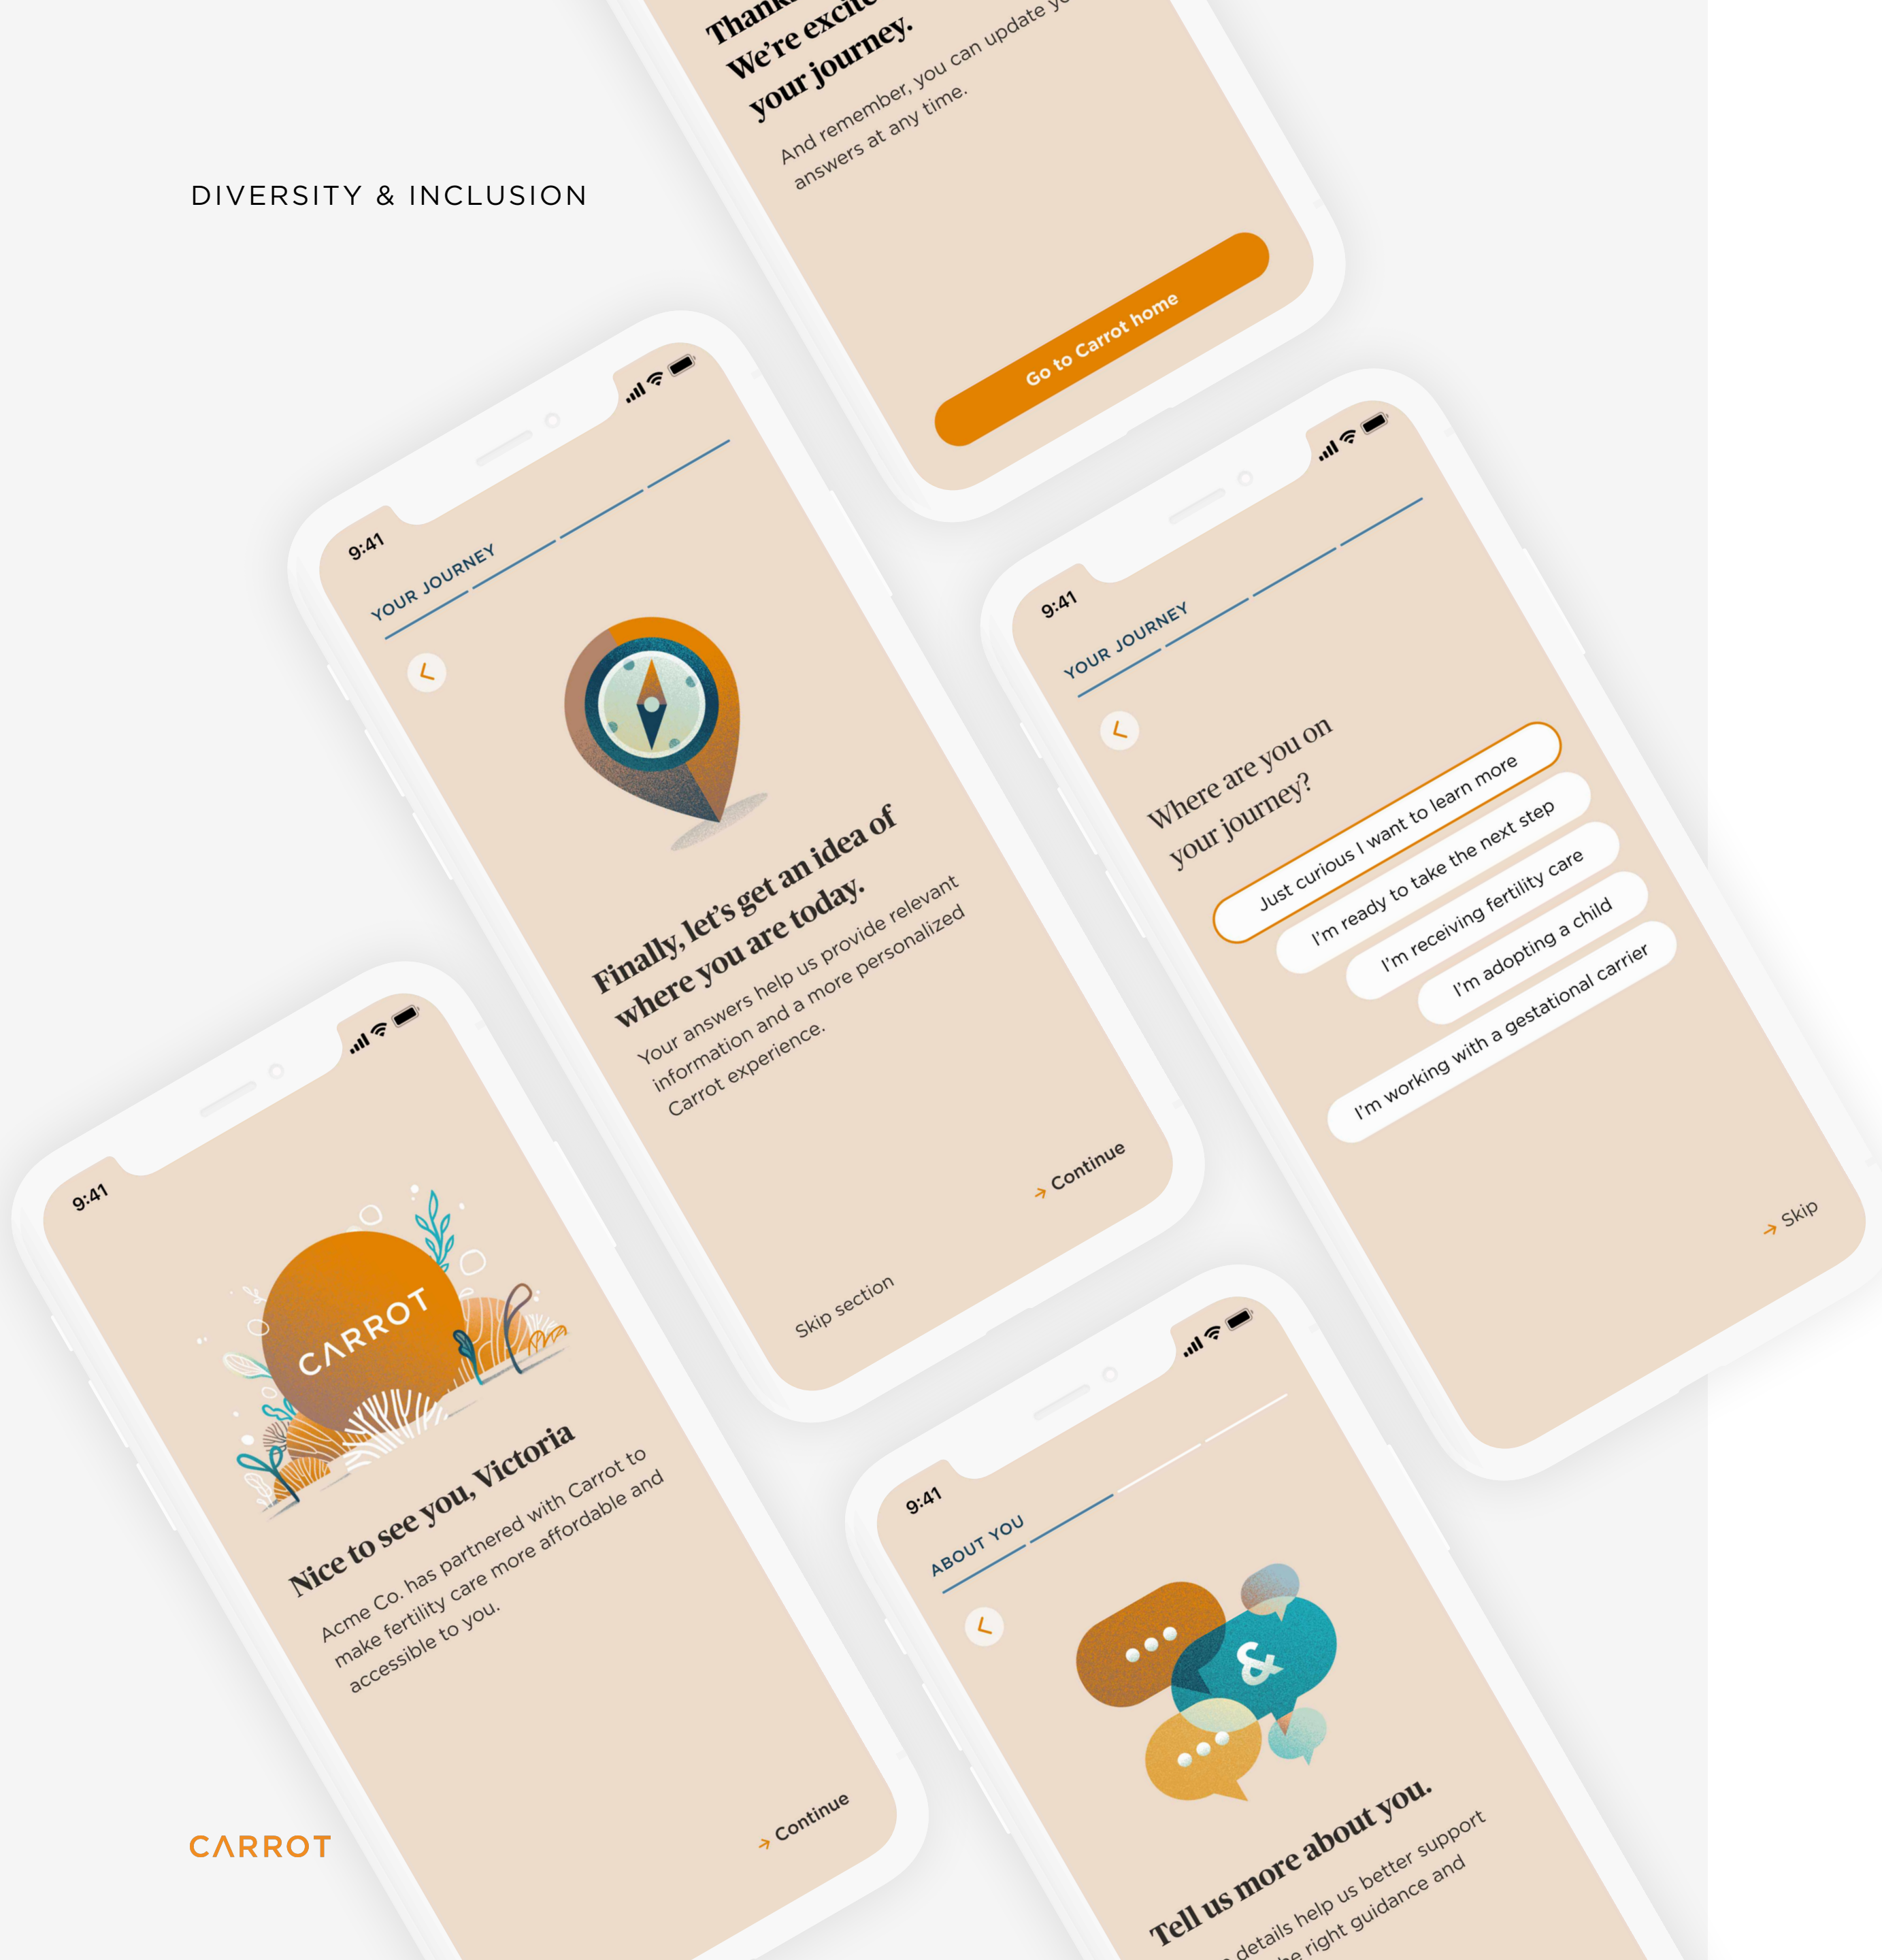 DIVERSITY & INCLUSION
We're
your journey.
And remember, you can update
answers at any time.
Go to Carrot home
9:41
YOUR JOURNEY
Finally, let's get an idea of
where you are today.
Your answers help us provide relevant
information and a more personalized
Carrot experience.
Continue
Skip section
9:41
YOUR JOURNEY
Where are you on
your journey?
Just curious I want to learn more
I'm ready to take the next step
I'm receiving fertility care
I'm adopting a child
I'm working with a gestational carrier
Skip
9:41
CARROT
Nice to see you, Victoria
Acme Co. has partnered with Carrot to
make fertility care more affordable and
accessible to you.
Continue
9:41
ABOUT YOU
&
Tell us more about you.
details help us better support
right guidance and
CARROT